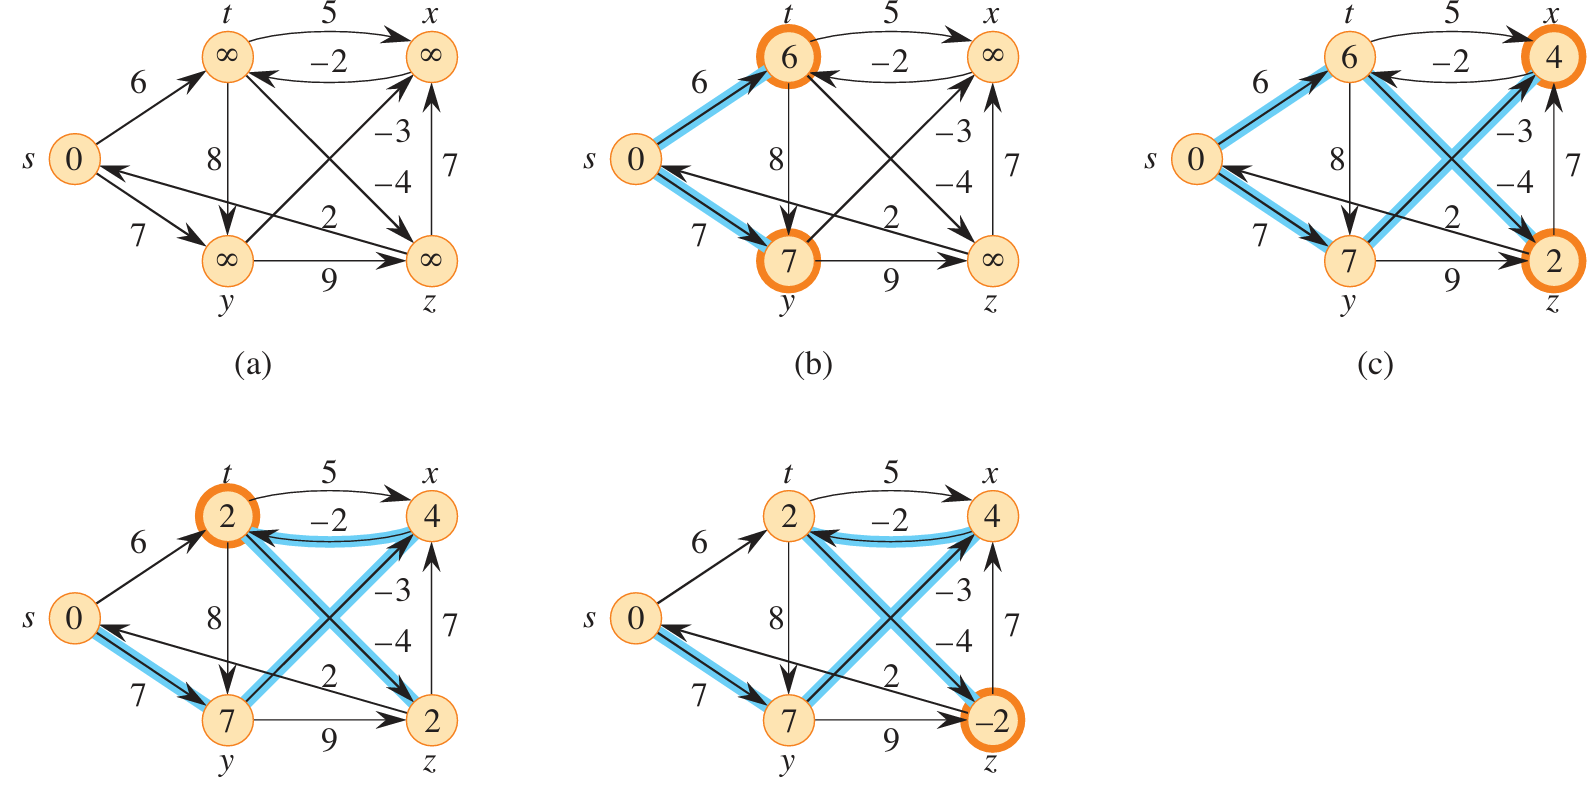 t 5 x t 5 x t 5 x
∞ –2 ∞ 6 –2 ∞ 6 –2 4
6 6 6
–3 –3 –3
s 0 8 7 s 0 8 7 s 0 8 7
–4 –4 –4
7 2 7 2 7 2
∞ 9 ∞ 7 9 ∞ 7 9 2
y z y z y z
(a) (b) (c)
t 5 x t 5 x
2 –2 4 2 –2 4
6 6
–3 –3
s 0 8 7 s 0 8 7
–4 –4
7 2 7 2
7 9 2 7 9 –2
y z y z